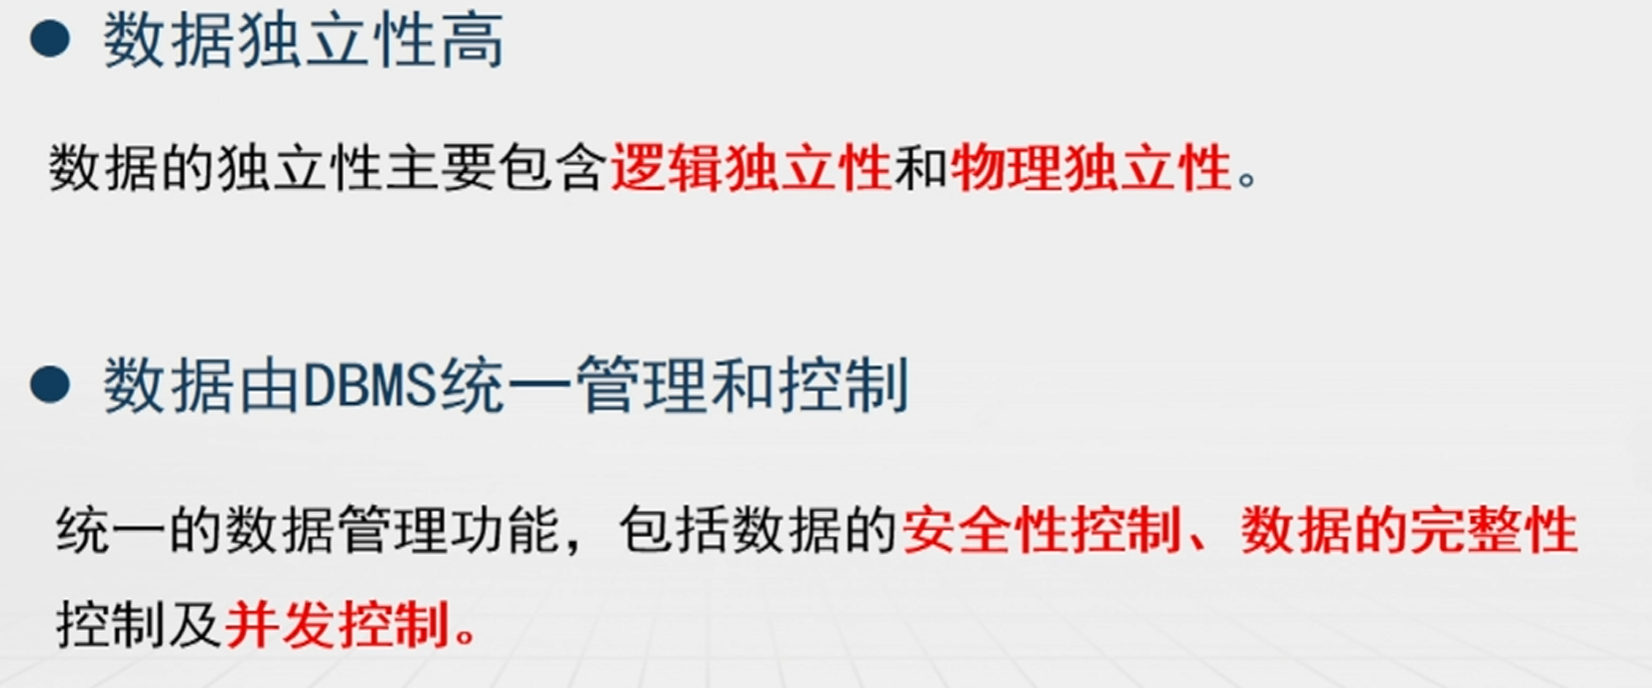 ● 数据独立性高
数据的独立性主要包含逻辑独立性和物理独立性。
● 数据由DBMS统一管理和控制
统一的数据管理功能，包括数据的安全性控制、数据的完整性
控制及并发控制。